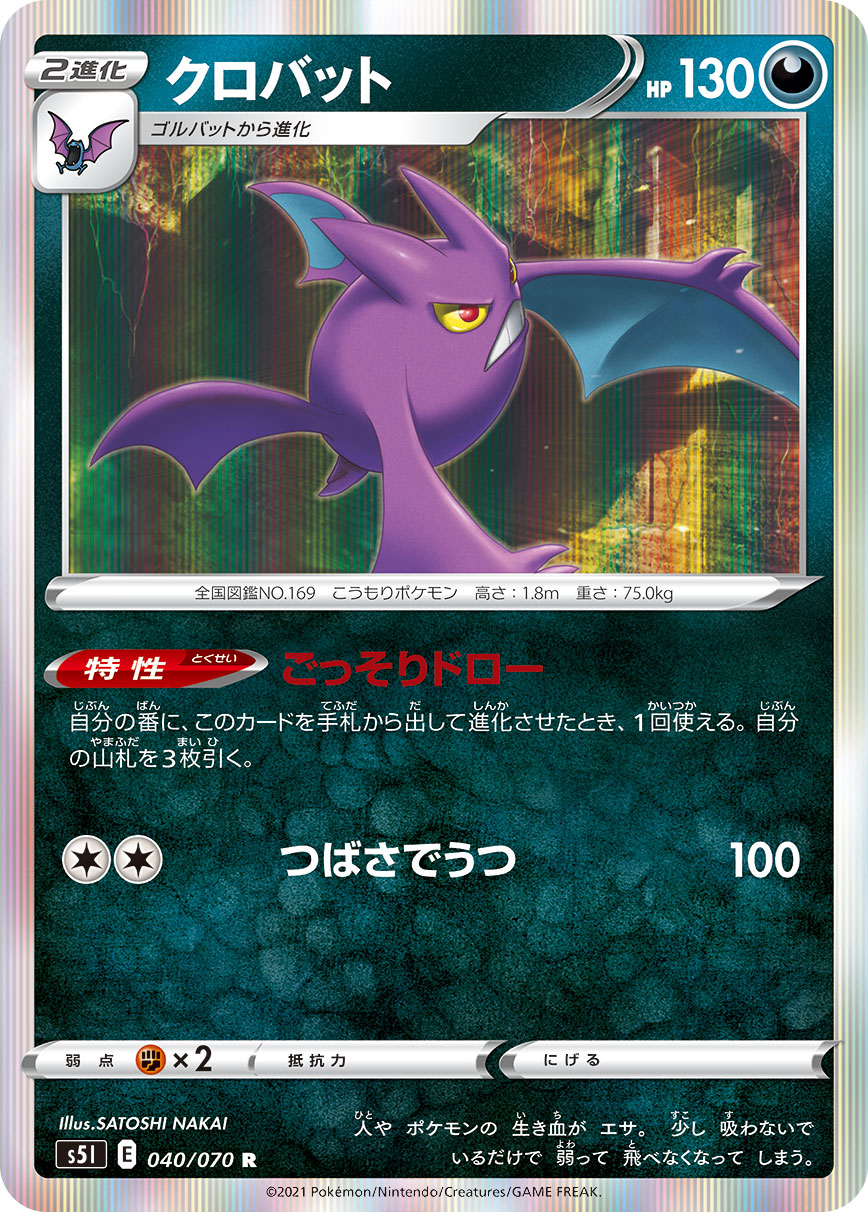 2進化
クロバット
HP 130
ゴルバットから進化
全国図鑑NO.169 こうもりポケモン 高さ：1.8m 重さ：75.0kg
特性 とくせい ごっそりドロー
じぶん ばん てふだ だ しんか かいつか じぶん
自分の番に、このカードを手札から出して進化させたとき、1回使える。自分
やまふだ まい ひ
の山札を3枚引く。
つばさでうつ 100
弱点 ×2 抵抗力 にげる
Illus.SATOSHI NAKAI
ひと い ち すこ す
人や ポケモンの 生き血が エサ。 少し 吸わないで
よわ と
いるだけで 弱って 飛べなくなって しまう。
s5I E 040/070 R
©2021 Pokémon/Nintendo/Creatures/GAME FREAK.